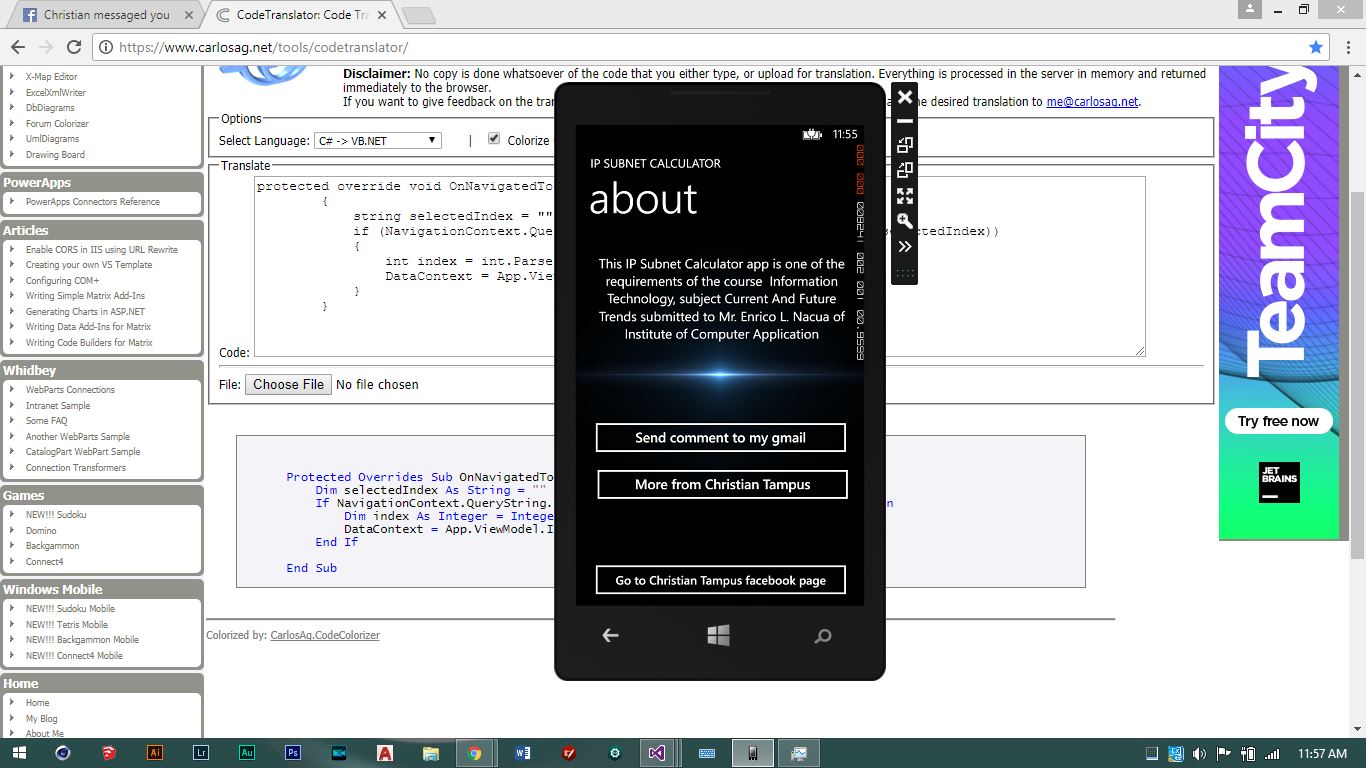 Christian messaged you
CodeTranslator: Code Tra
https://www.carlosag.net/tools/codetranslator/
X-Map Editor
ExcelXmlWriter
DbDiagrams
Forum Colorizer
UmlDiagrams
Drawing Board
PowerApps
PowerApps Connectors Reference
Articles
Enable CORS in IIS using URL Rewrite
Creating your own VS Template
Configuring COM+
Writing Simple Matrix Add-Ins
Generating Charts in ASP.NET
Writing Data Add-Ins for Matrix
Writing Code Builders for Matrix
Whidbey
WebParts Connections
Intranet Sample
Some FAQ
Another WebParts Sample
CatalogPart WebPart Sample
Connection Transformers
Games
NEW!!! Sudoku
Domino
Backgammon
Connect4
Windows Mobile
NEW!!! Sudoku Mobile
NEW!!! Tetris Mobile
NEW!!! Backgammon Mobile
NEW!!! Connect4 Mobile
Home
Home
My Blog
About Me
Disclaimer: No copy is done whatsoever of the code that you either type, or upload for translation. Everything is processed in the server in memory and returned
immediately to the browser.
If you want to give feedback on the tran
the desired translation to me@carlosag.net.
Options
Select Language: C# -> VB.NET | Colorize
Translate
protected override void OnNavigatedTo
{
string selectedIndex = ""
if (NavigationContext.Que
ectedIndex))
{
int index = int.Parse
DataContext = App.View
}
}
Code:
File: Choose File No file chosen
Protected Overrides Sub OnNavigatedTo
Dim selectedIndex As String = ""
If NavigationContext.QueryString.
Dim index As Integer = Intege
DataContext = App.ViewModel.I
End If
End Sub
Colorized by: CarlosAg.CodeColorizer
11:55
IP SUBNET CALCULATOR
about
This IP Subnet Calculator app is one of the
requirements of the course Information
Technology, subject Current And Future
Trends submitted to Mr. Enrico L. Nacua of
Institute of Computer Application
Send comment to my gmail
More from Christian Tampus
Go to Christian Tampus facebook page
TeamCity
Try free now
JET
BRAINS
Ai
Lr
Au
Ps
11:57 AM